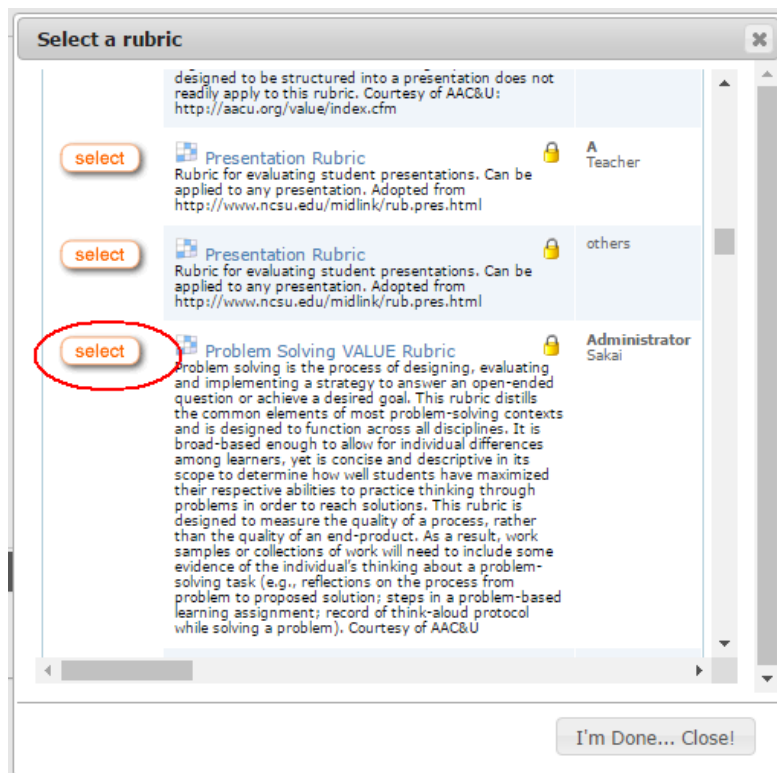 Select a rubric
designed to be structured into a presentation does not
readily apply to this rubric. Courtesy of AAC&U:
http://aacu.org/value/index.cfm
select
Presentation Rubric
Rubric for evaluating student presentations. Can be
applied to any presentation. Adopted from
http://www.ncsu.edu/midlink/rub.pres.html
A
Teacher
select
Presentation Rubric
Rubric for evaluating student presentations. Can be
applied to any presentation. Adopted from
http://www.ncsu.edu/midlink/rub.pres.html
others
select
Problem Solving VALUE Rubric
Problem solving is the process of designing, evaluating
and implementing a strategy to answer an open-ended
question or achieve a desired goal. This rubric distills
the common elements of most problem-solving contexts
and is designed to function across all disciplines. It is
broad-based enough to allow for individual differences
among learners, yet is concise and descriptive in its
scope to determine how well students have maximized
their respective abilities to practice thinking through
problems in order to reach solutions. This rubric is
designed to measure the quality of a process, rather
than the quality of an end-product. As a result, work
samples or collections of work will need to include some
evidence of the individual's thinking about a problem-
solving task (e.g., reflections on the process from
problem to proposed solution; steps in a problem-based
learning assignment; record of think-aloud protocol
while solving a problem). Courtesy of AAC&U
Administrator
Sakai
I'm Done... Close!